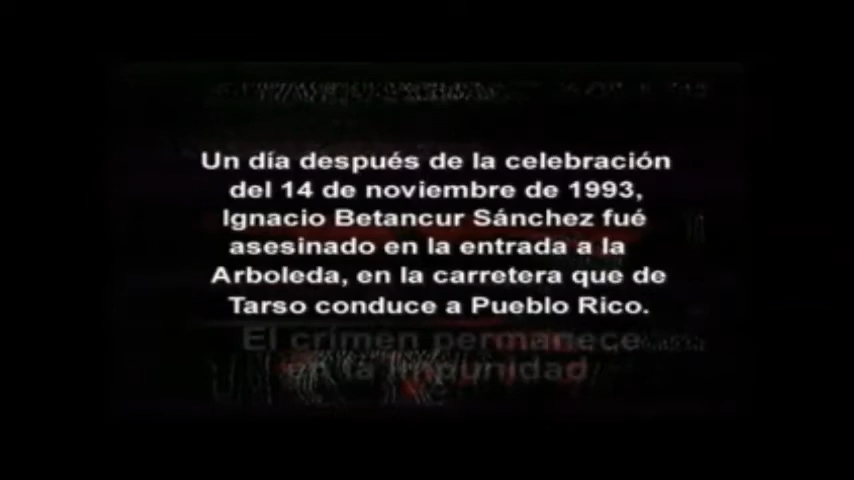 Un día después de la celebración
del 14 de noviembre de 1993,
Ignacio Betancur Sánchez fué
asesinado en la entrada a la
Arboleda, en la carretera que de
Tarso conduce a Pueblo Rico.
El crimen permanece
en la impunidad